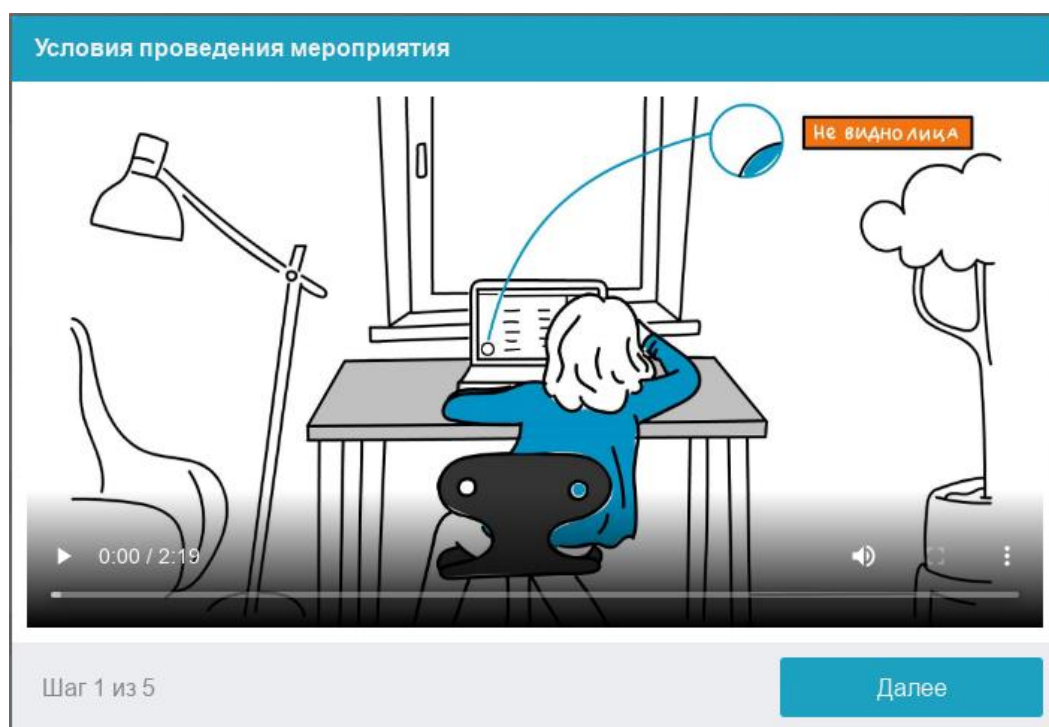 Условия проведения мероприятия
Не видно лица
0:00 / 2:19
Шаг 1 из 5
Далее